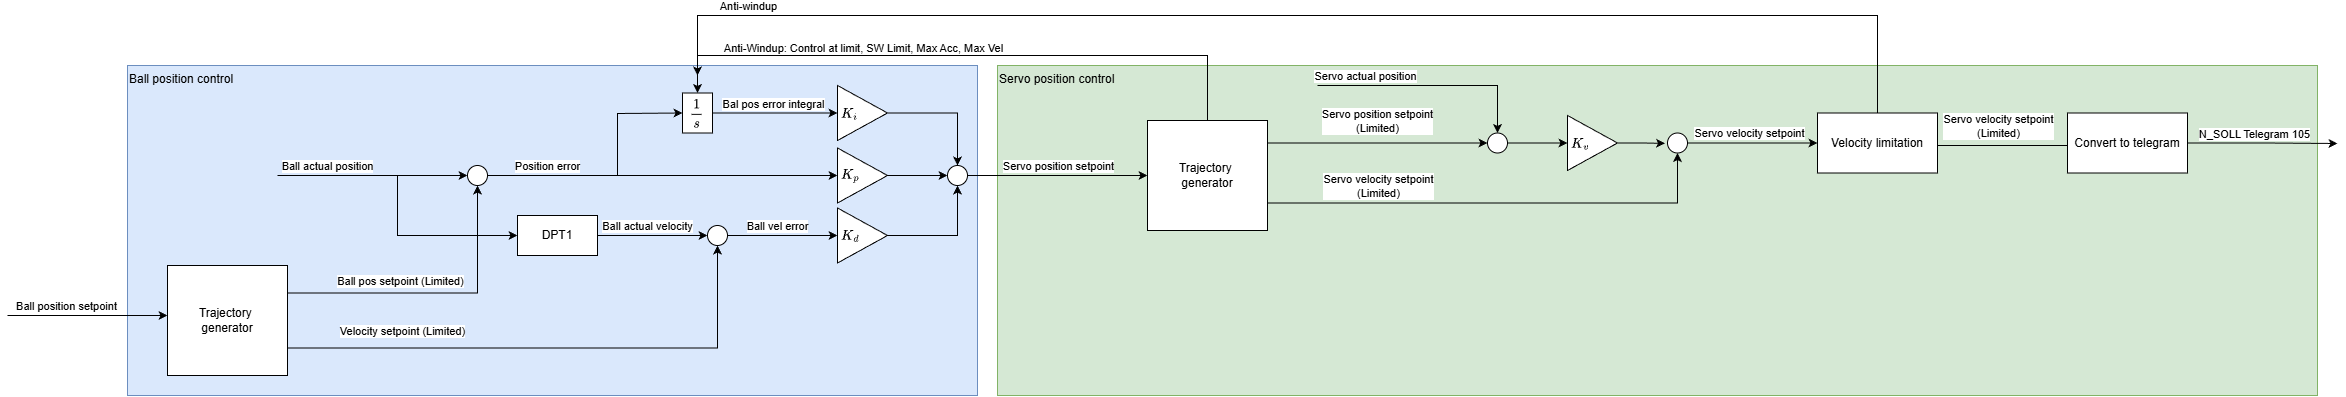 Anti-windup
Anti-Windup: Control at limit, SW Limit, Max Acc, Max Vel
Ball position control
Servo position control
Servo actual position
1
s
Bal pos error integral
K_i
Servo position setpoint
(Limited)
Ball actual position
Position error
K_p
Servo position setpoint
Trajectory
generator
K_v
Servo velocity setpoint
Velocity limitation
Servo velocity setpoint
(Limited)
Convert to telegram
N_SOLL Telegram 105
Servo velocity setpoint
(Limited)
DPT1
Ball actual velocity
Ball vel error
K_d
Ball pos setpoint (Limited)
Ball position setpoint
Trajectory
generator
Velocity setpoint (Limited)